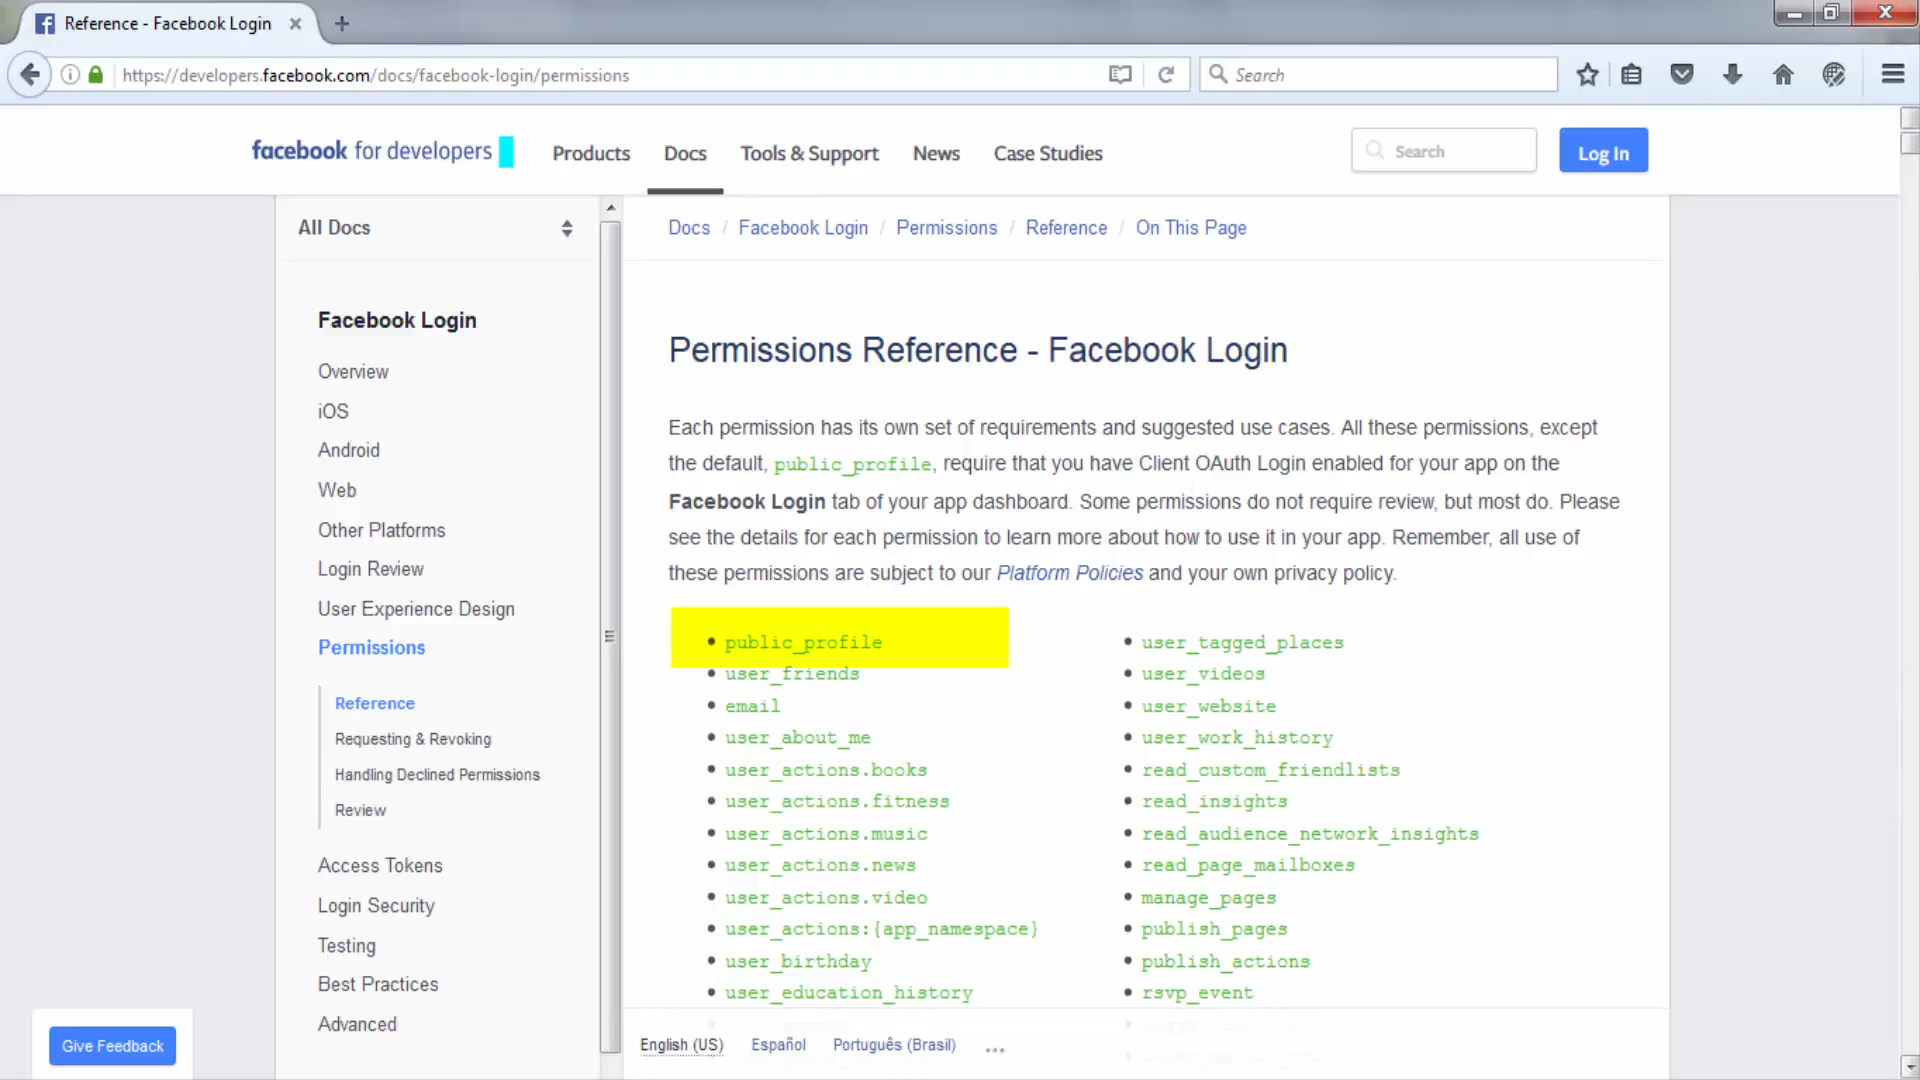 Reference - Facebook Login
https://developers.facebook.com/docs/facebook-login/permissions
Search
facebook for developers
Products
Docs
Tools & Support
News
Case Studies
Search
Log In
All Docs
Facebook Login
Overview
iOS
Android
Web
Other Platforms
Login Review
User Experience Design
Permissions
Reference
Requesting & Revoking
Handling Declined Permissions
Review
Access Tokens
Login Security
Testing
Best Practices
Advanced
Give Feedback
Docs / Facebook Login / Permissions / Reference / On This Page
Permissions Reference - Facebook Login
Each permission has its own set of requirements and suggested use cases. All these permissions, except
the default, public_profile, require that you have Client OAuth Login enabled for your app on the
Facebook Login tab of your app dashboard. Some permissions do not require review, but most do. Please
see the details for each permission to learn more about how to use it in your app. Remember, all use of
these permissions are subject to our Platform Policies and your own privacy policy.
public_profile
user_friends
email
user_about_me
user_actions.books
user_actions.fitness
user_actions.music
user_actions.news
user_actions.video
user_actions:{app_namespace}
user_birthday
user_education_history
user_tagged_places
user_videos
user_website
user_work_history
read_custom_friendlists
read_insights
read_audience_network_insights
read_page_mailboxes
manage_pages
publish_pages
publish_actions
rsvp_event
English (US)
Español
Português (Brasil)
...